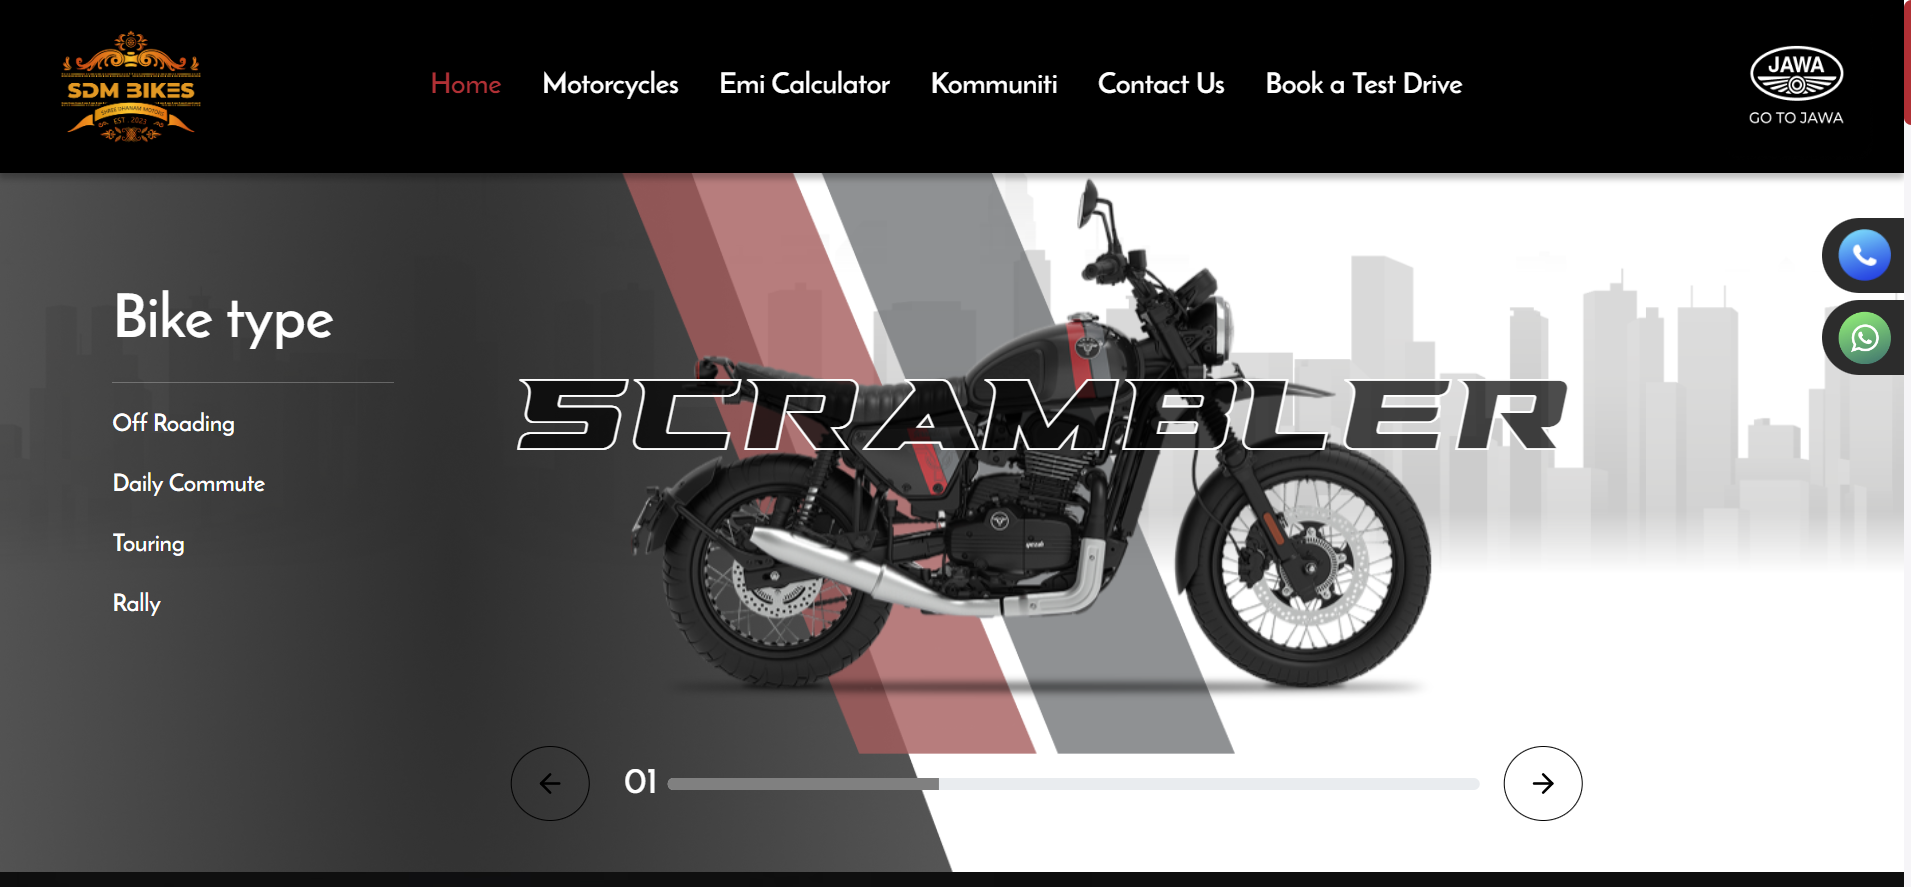 SDM BIKES
SHREE DHANAM MOTORS
EST . 2023
Home
Motorcycles
Emi Calculator
Kommuniti
Contact Us
Book a Test Drive
JAWA
GO TO JAWA
Bike type
Off Roading
Daily Commute
Touring
Rally
SCRAMBLER
01